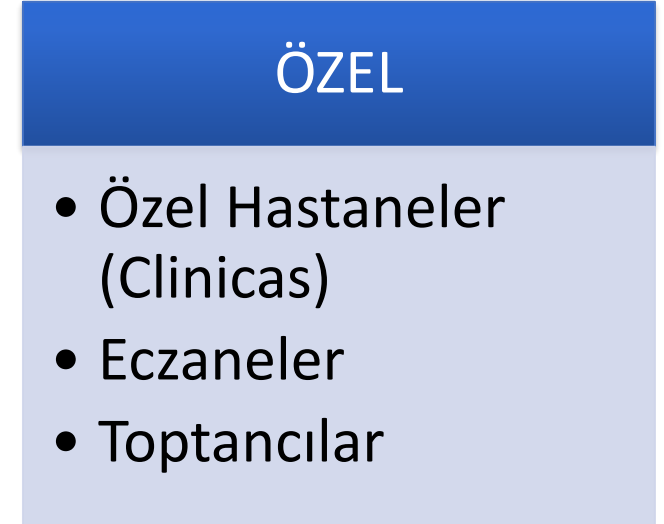 ÖZEL
• Özel Hastaneler
(Clinicas)
• Eczaneler
• Toptancılar